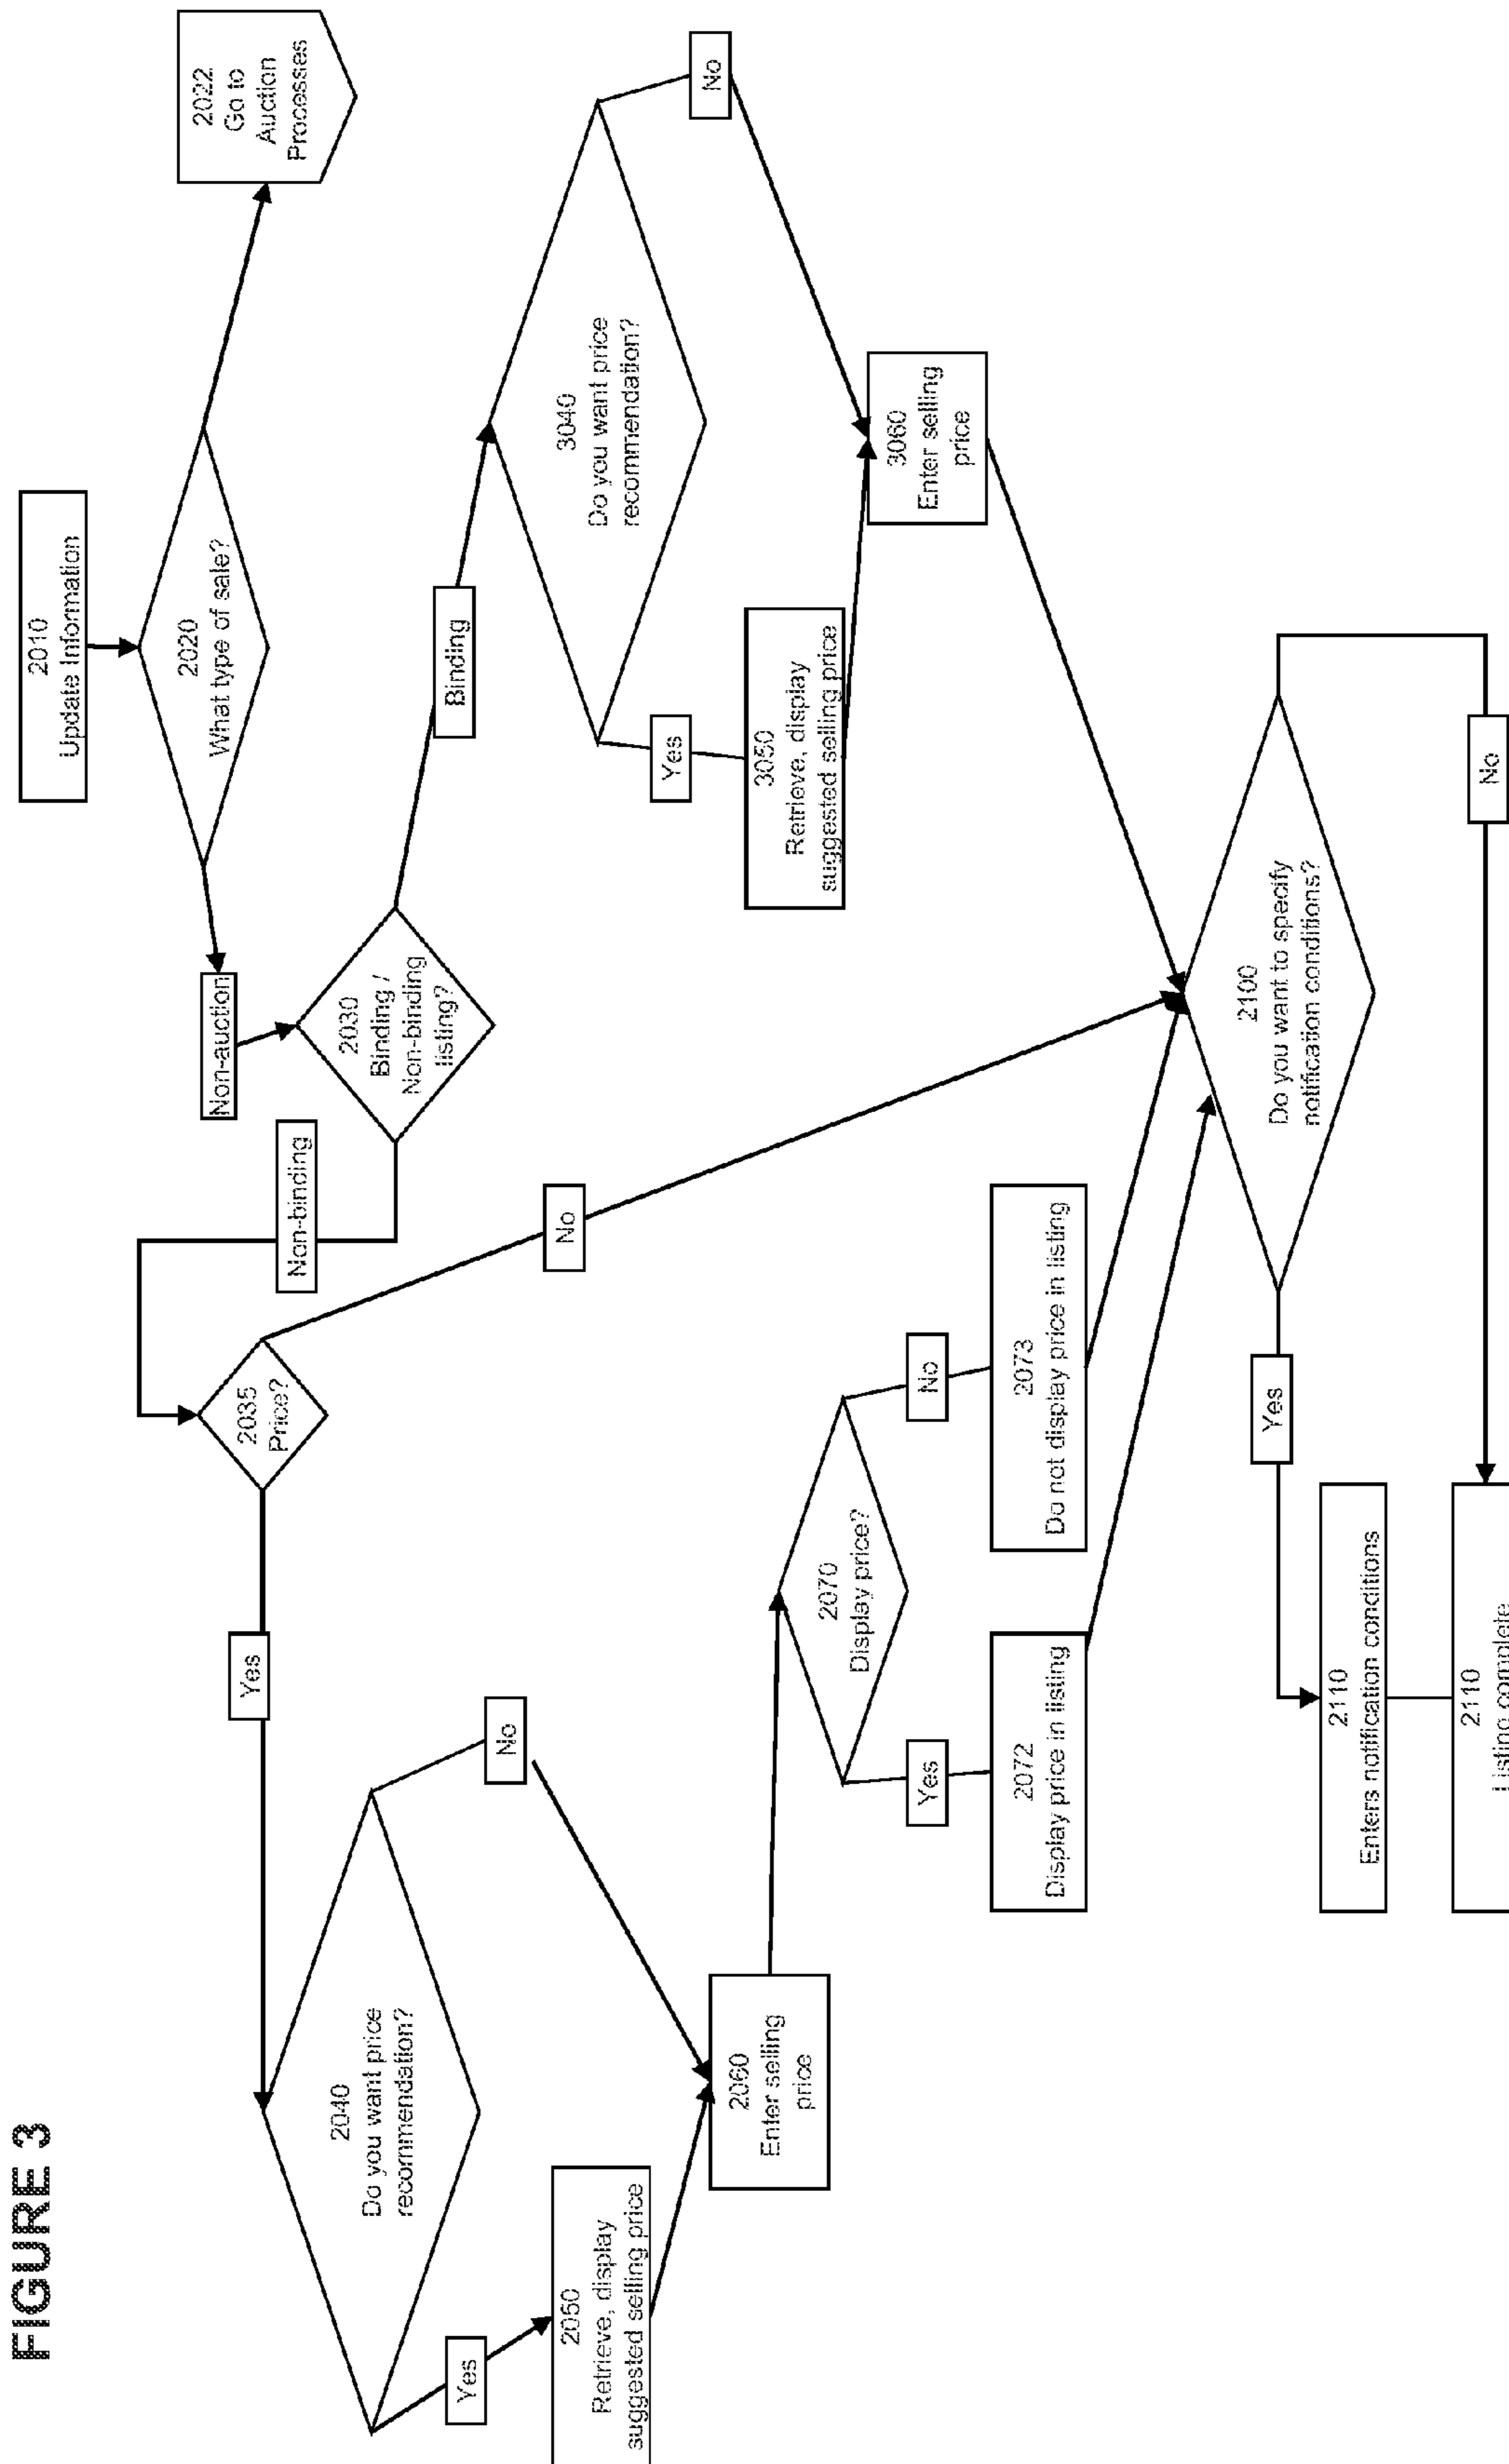 FIGURE 3
2010
Update Information
2020
What type of sale?
2022
Go to
Auction
Processes
Non-auction
2030
Binding /
Non-binding
listing?
Non-binding
Binding
2035
Price?
Yes
No
2040
Do you want price
recommendation?
Yes
No
2050
Retrieve, display
suggested selling price
2060
Enter selling
price
2070
Display price?
Yes
No
2072
Display price in listing
2073
Do not display price in listing
3040
Do you want price
recommendation?
Yes
No
3050
Retrieve, display
suggested selling price
3060
Enter selling
price
2100
Do you want to specify
notification conditions?
Yes
No
2110
Enters notification conditions
2110
Listing complete